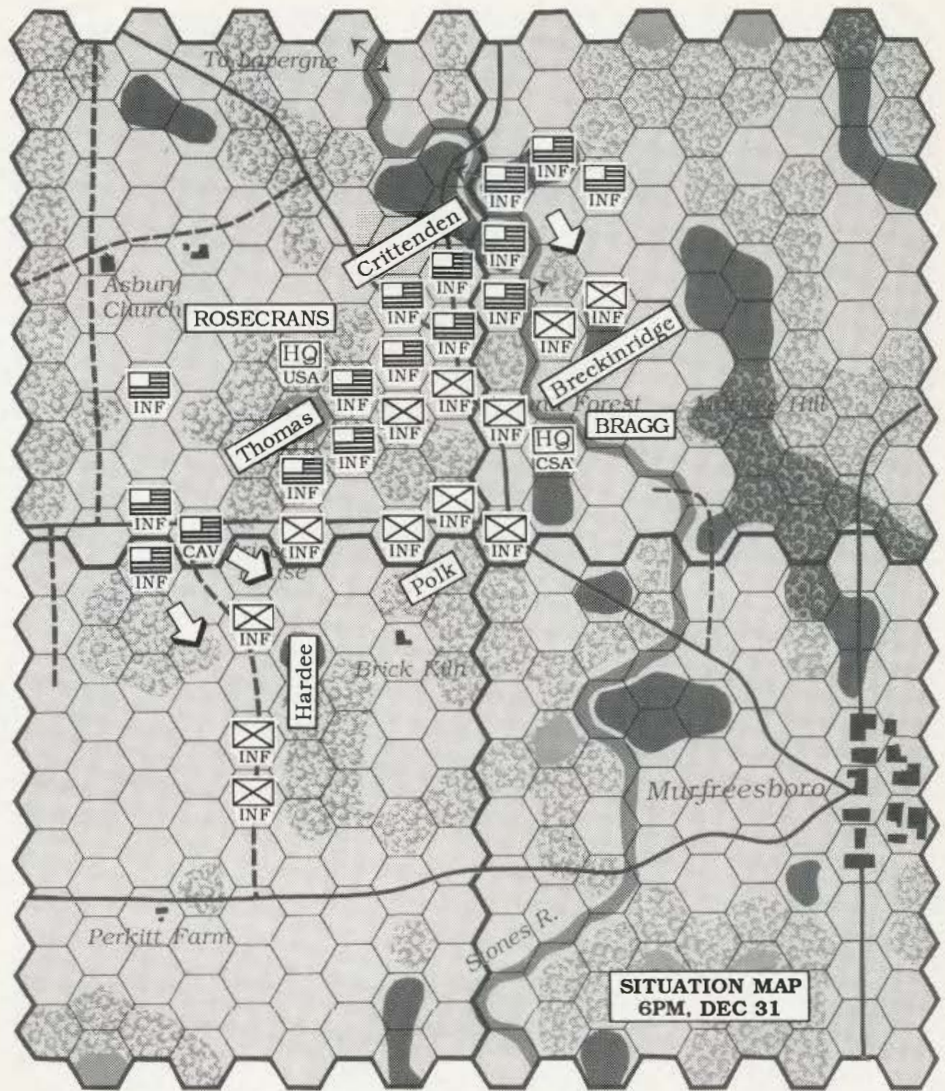 To Lavergne
INF
INF
INF
Crittenden
INF
INF
Asbury
Church
INF
INF
INF
ROSECRANS
INF
INF
HQ
USA
INF
Breckinridge
INF
INF
INF
Forest
Hill
Thomas
BRAGG
INF
INF
HQ
CSA
INF
INF
INF
INF
CAV
INF
INF
INF
INF
Polk
INF
Hardee
Brick Kiln
INF
INF
Murfreesboro
Perkitt Farm
Stones R.
SITUATION MAP
6PM, DEC 31